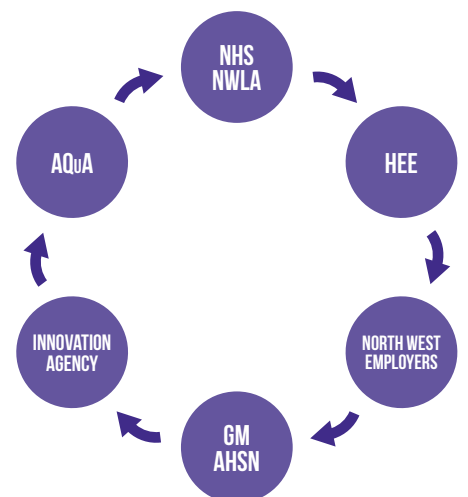 NHS
NWLA
HEE
NORTH WEST
EMPLOYERS
GM
AHSN
INNOVATION
AGENCY
AQuA